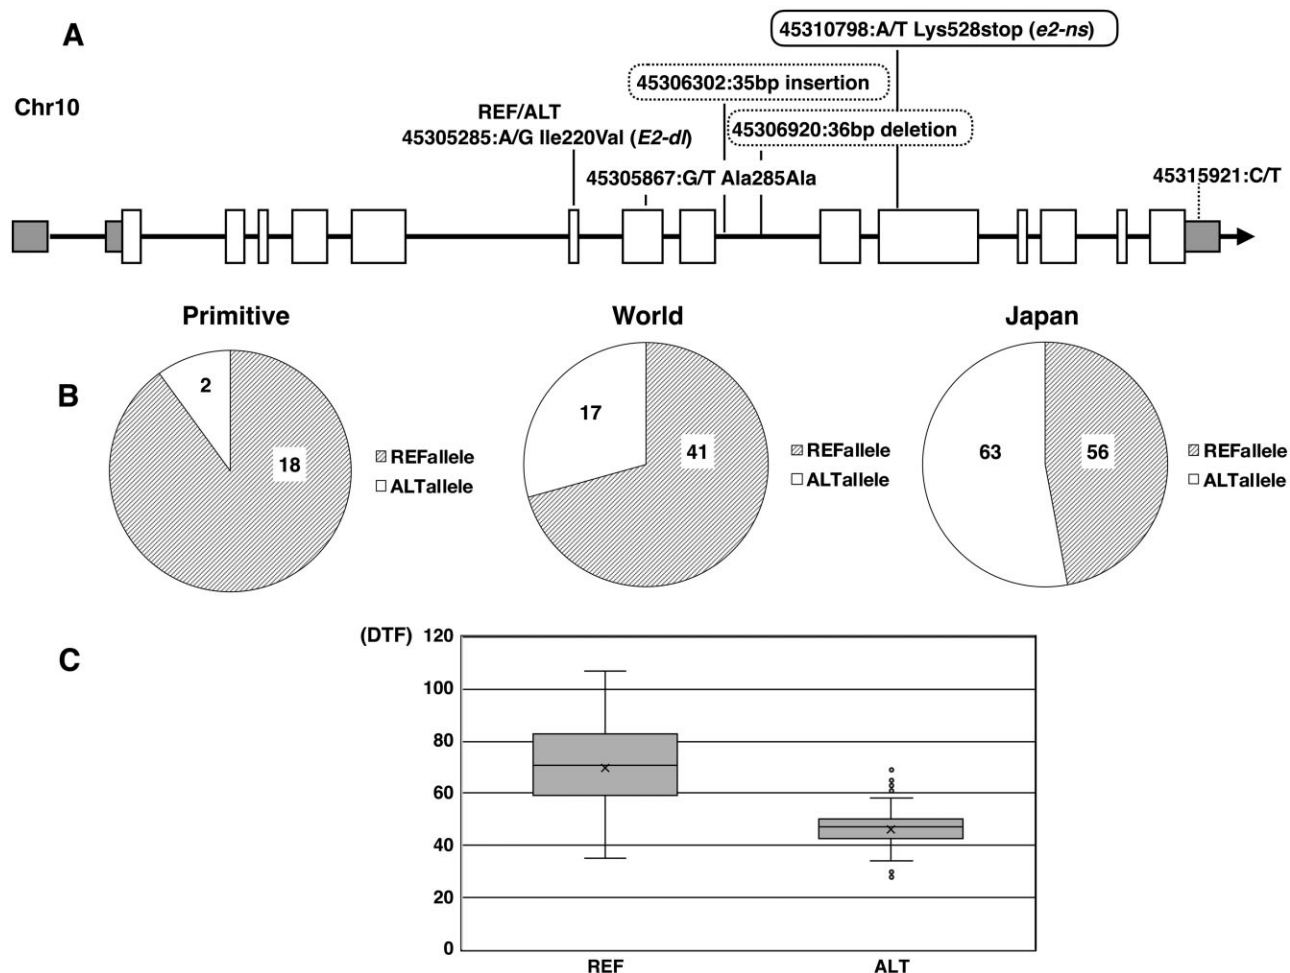 A
45310798:A/T Lys528stop (e2-ns)
45306302:35bp insertion
Chr10
REF/ALT
45306920:36bp deletion
45305285:A/G Ile220Val (E2-dl)
45305867:G/T Ala285Ala
45315921:C/T
Primitive
World
Japan
B
2
18
REFallele
ALTallele
17
41
REFallele
ALTallele
63
56
REFallele
ALTallele
C
(DTF)
120
100
80
60
40
20
0
REF
ALT